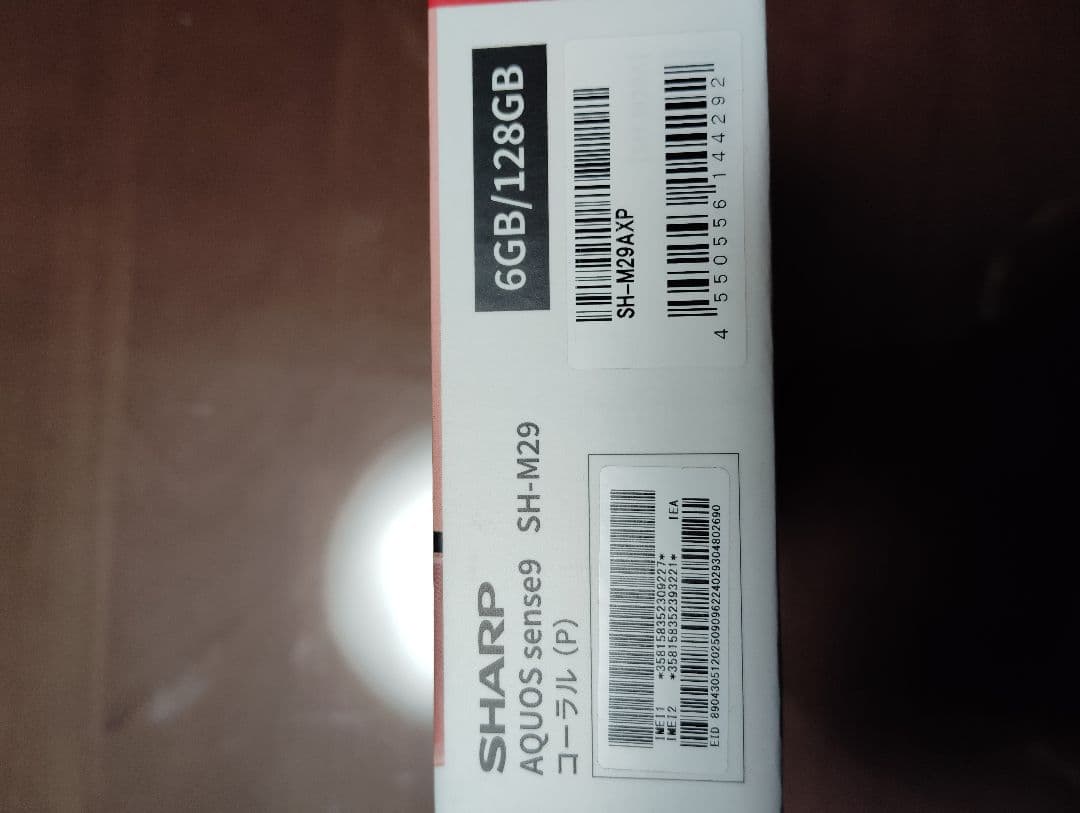 SHARP
AQUOS sense9 SH-M29
コーラル (P)
6GB/128GB
SH-M29AXP
4 550556 144292
IMEI1 *358158352309227*
IMEI2 *358158352393221* IEA
EID 89043051202509096224029304802690